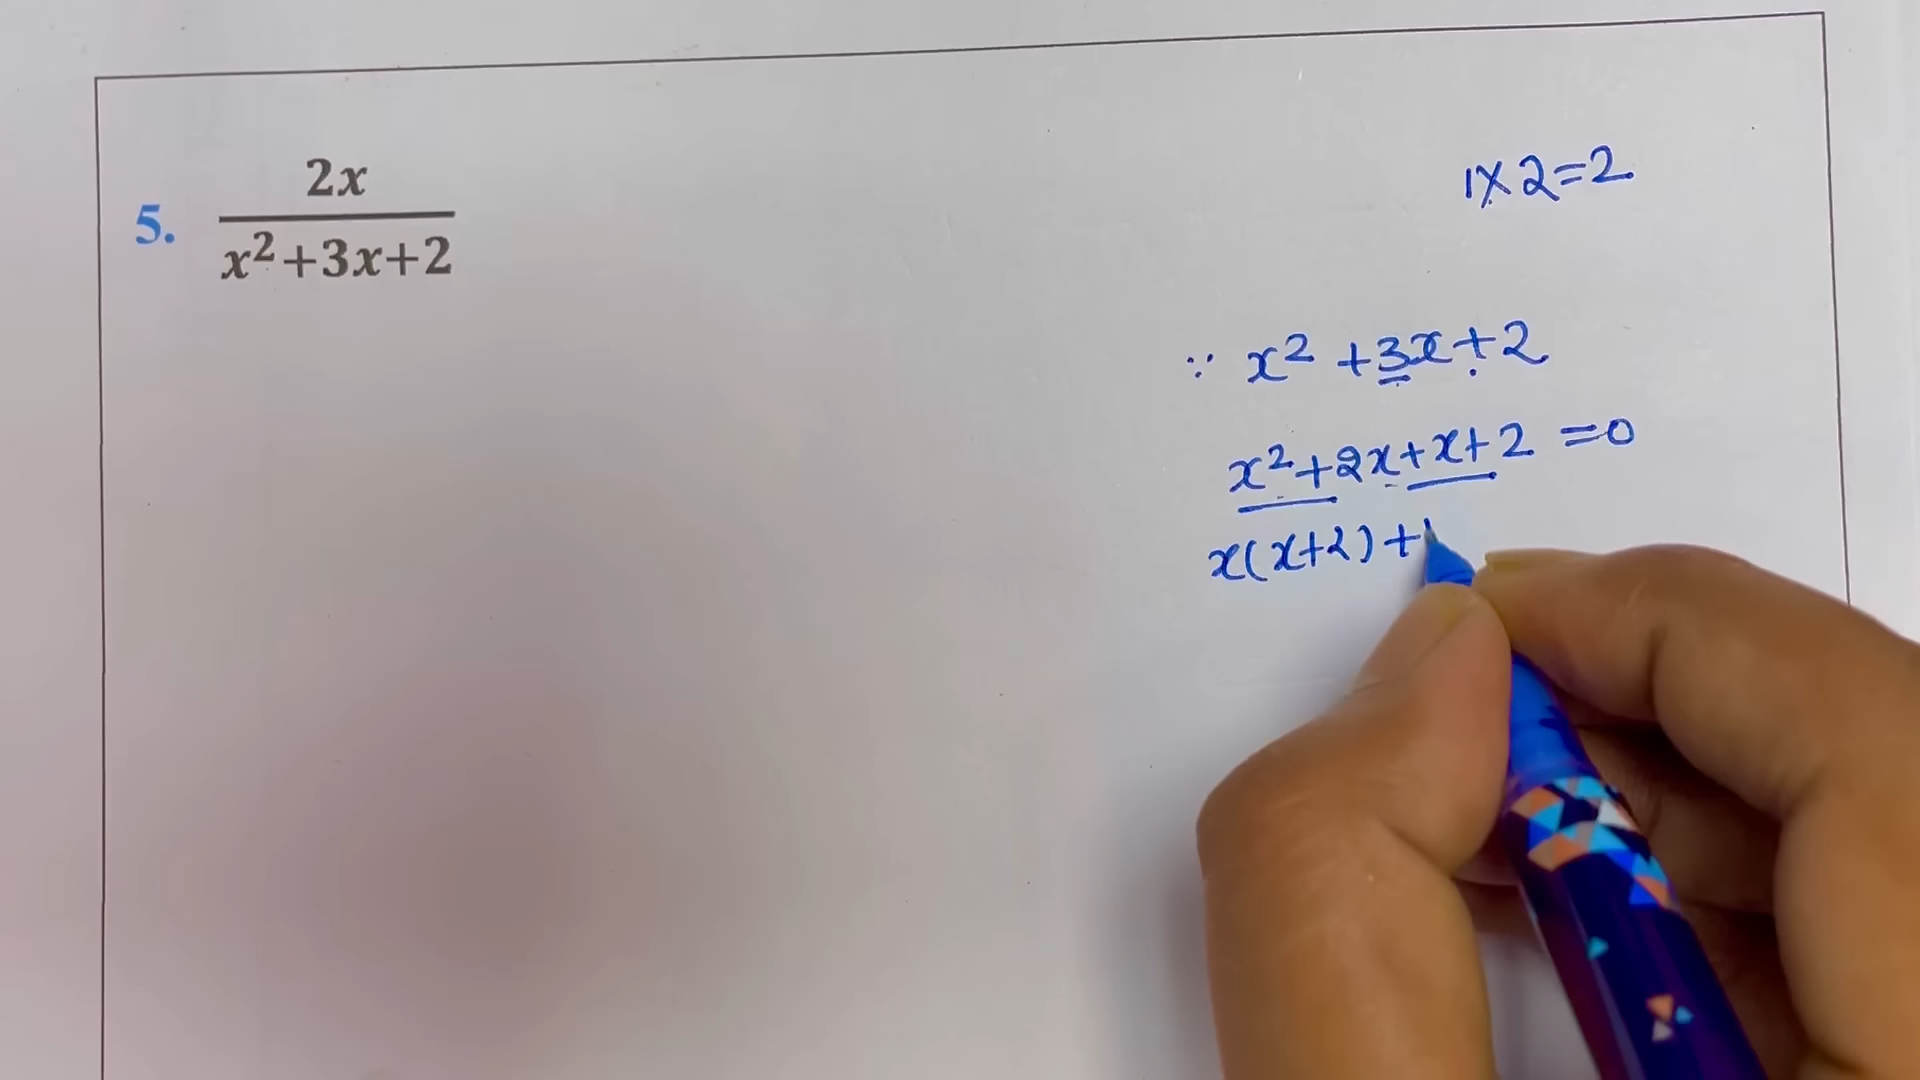 5. 2x
x²+3x+2
1×2=2
∵ x² +3x+2
x²+2x+x+2 =0
x(x+2)+